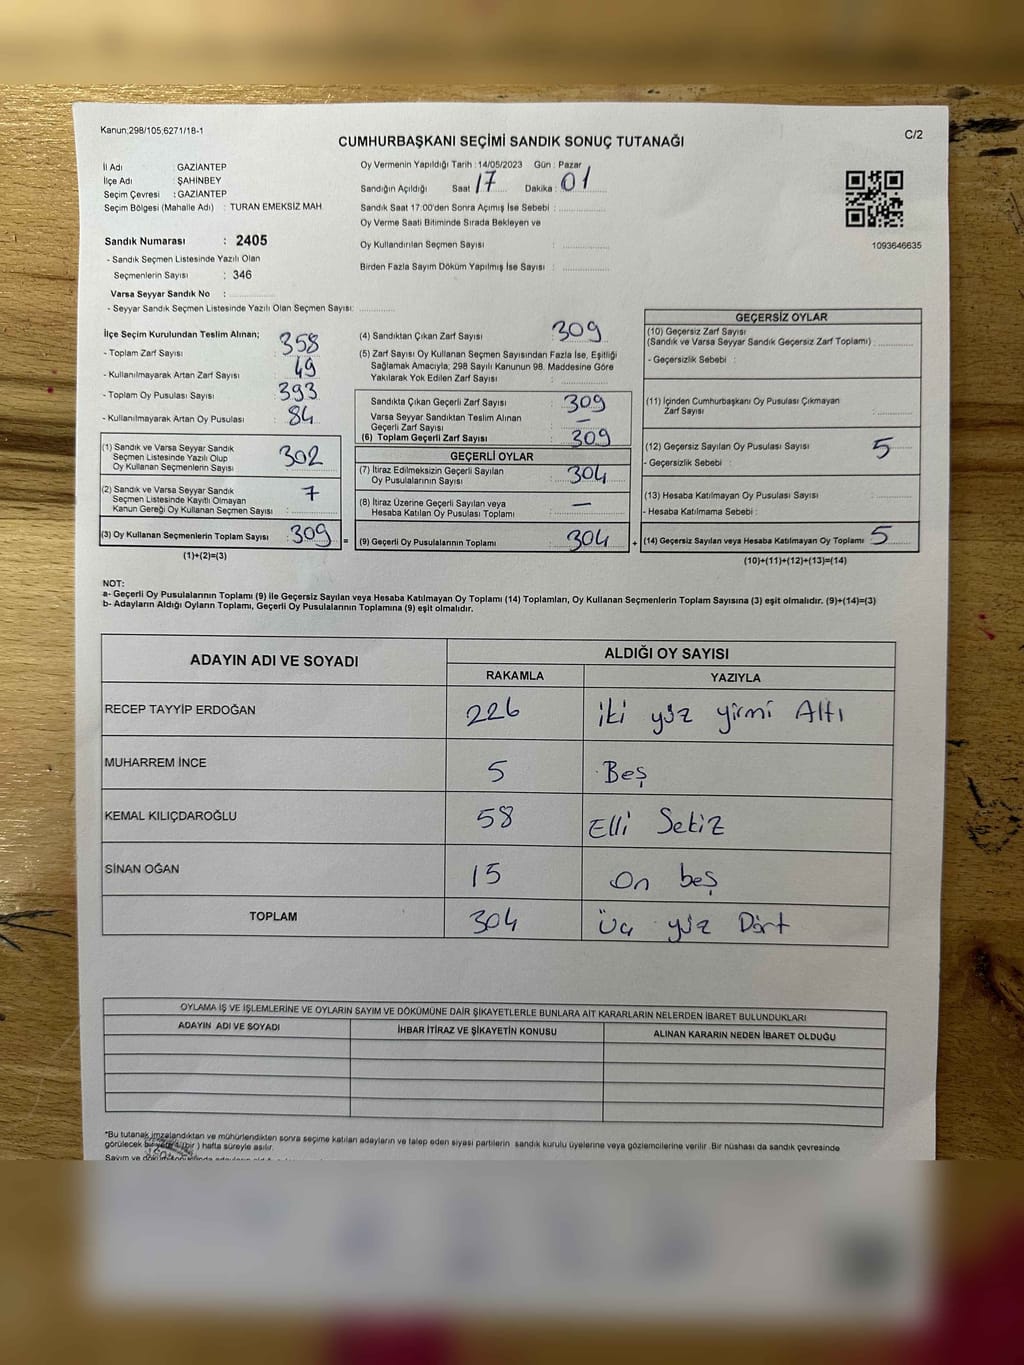 Kanun,298/105,6271/18-1
C/2
CUMHURBAŞKANI SEÇİMİ SANDIK SONUÇ TUTANAĞI
İl Adı : GAZİANTEP
İlçe Adı : ŞAHİNBEY
Seçim Çevresi : GAZİANTEP
Seçim Bölgesi (Mahalle Adı) : TURAN EMEKSİZ MAH.
Sandık Numarası : 2405
- Sandık Seçmen Listesinde Yazılı Olan
Seçmenlerin Sayısı : 346
Varsa Seyyar Sandık No :
- Seyyar Sandık Seçmen Listesinde Yazılı Olan Seçmen Sayısı:
Oy Vermenin Yapıldığı Tarih : 14/05/2023 Gün : Pazar
Sandığın Açıldığı Saat : 17 Dakika : 01
Sandık Saat 17:00'den Sonra Açımış İse Sebebi :
Oy Verme Saati Bitiminde Sırada Bekleyen ve
Oy Kullandırılan Seçmen Sayısı :
Birden Fazla Sayım Döküm Yapılmış İse Sayısı :
1093646635
İlçe Seçim Kurulundan Teslim Alınan;
- Toplam Zarf Sayısı : 358
- Kullanılmayarak Artan Zarf Sayısı : 49
- Toplam Oy Pusulası Sayısı : 393
- Kullanılmayarak Artan Oy Pusulası : 84
(1) Sandık ve Varsa Seyyar Sandık
Seçmen Listesinde Yazılı Olup
Oy Kullanan Seçmenlerin Sayısı : 302
(2) Sandık ve Varsa Seyyar Sandık
Seçmen Listesinde Kayıtlı Olmayan
Kanun Gereği Oy Kullanan Seçmen Sayısı : 7
(3) Oy Kullanan Seçmenlerin Toplam Sayısı : 309
(1)+(2)=(3)
=
(4) Sandıktan Çıkan Zarf Sayısı : 309
(5) Zarf Sayısı Oy Kullanan Seçmen Sayısından Fazla İse, Eşitliği
Sağlamak Amacıyla; 298 Sayılı Kanunun 98. Maddesine Göre
Yakılarak Yok Edilen Zarf Sayısı :
Sandıkta Çıkan Geçerli Zarf Sayısı : 309
Varsa Seyyar Sandıktan Teslim Alınan
Geçerli Zarf Sayısı : —
(6) Toplam Geçerli Zarf Sayısı : 309
GEÇERLİ OYLAR
(7) İtiraz Edilmeksizin Geçerli Sayılan
Oy Pusulalarının Sayısı : 304
(8) İtiraz Üzerine Geçerli Sayılan veya
Hesaba Katılan Oy Pusulası Toplamı : —
(9) Geçerli Oy Pusulalarının Toplamı : 304
+
GEÇERSİZ OYLAR
(10) Geçersiz Zarf Sayısı
(Sandık ve Varsa Seyyar Sandık Geçersiz Zarf Toplamı) :
- Geçersizlik Sebebi :
(11) İçinden Cumhurbaşkanı Oy Pusulası Çıkmayan
Zarf Sayısı :
(12) Geçersiz Sayılan Oy Pusulası Sayısı : 5
- Geçersizlik Sebebi :
(13) Hesaba Katılmayan Oy Pusulası Sayısı :
- Hesaba Katılmama Sebebi :
(14) Geçersiz Sayılan veya Hesaba Katılmayan Oy Toplamı : 5
(10)+(11)+(12)+(13)=(14)
NOT:
a- Geçerli Oy Pusulalarının Toplamı (9) ile Geçersiz Sayılan veya Hesaba Katılmayan Oy Toplamı (14) Toplamları, Oy Kullanan Seçmenlerin Toplam Sayısına (3) eşit olmalıdır. (9)+(14)=(3)
b- Adayların Aldığı Oyların Toplamı, Geçerli Oy Pusulalarının Toplamına (9) eşit olmalıdır.
ADAYIN ADI VE SOYADI
ALDIĞI OY SAYISI
RAKAMLA YAZIYLA
RECEP TAYYİP ERDOĞAN 226 iki yüz yirmi Altı
MUHARREM İNCE 5 Beş
KEMAL KILIÇDAROĞLU 58 Elli Sekiz
SİNAN OĞAN 15 On beş
TOPLAM 304 Üç yüz Dört
OYLAMA İŞ VE İŞLEMLERİNE VE OYLARIN SAYIM VE DÖKÜMÜNE DAİR ŞİKAYETLERLE BUNLARA AİT KARARLARIN NELERDEN İBARET BULUNDUKLARI
ADAYIN ADI VE SOYADI İHBAR İTİRAZ VE ŞİKAYETİN KONUSU ALINAN KARARIN NEDEN İBARET OLDUĞU
*Bu tutanak imzalandıktan ve mühürlendikten sonra seçime katılan adayların ve talep eden siyasi partilerin sandık kurulu üyelerine veya gözlemcilerine verilir .Bir nüshası da sandık çevresinde
görülecek bir (bir ) hafta süreyle asılır.
Sayım ve